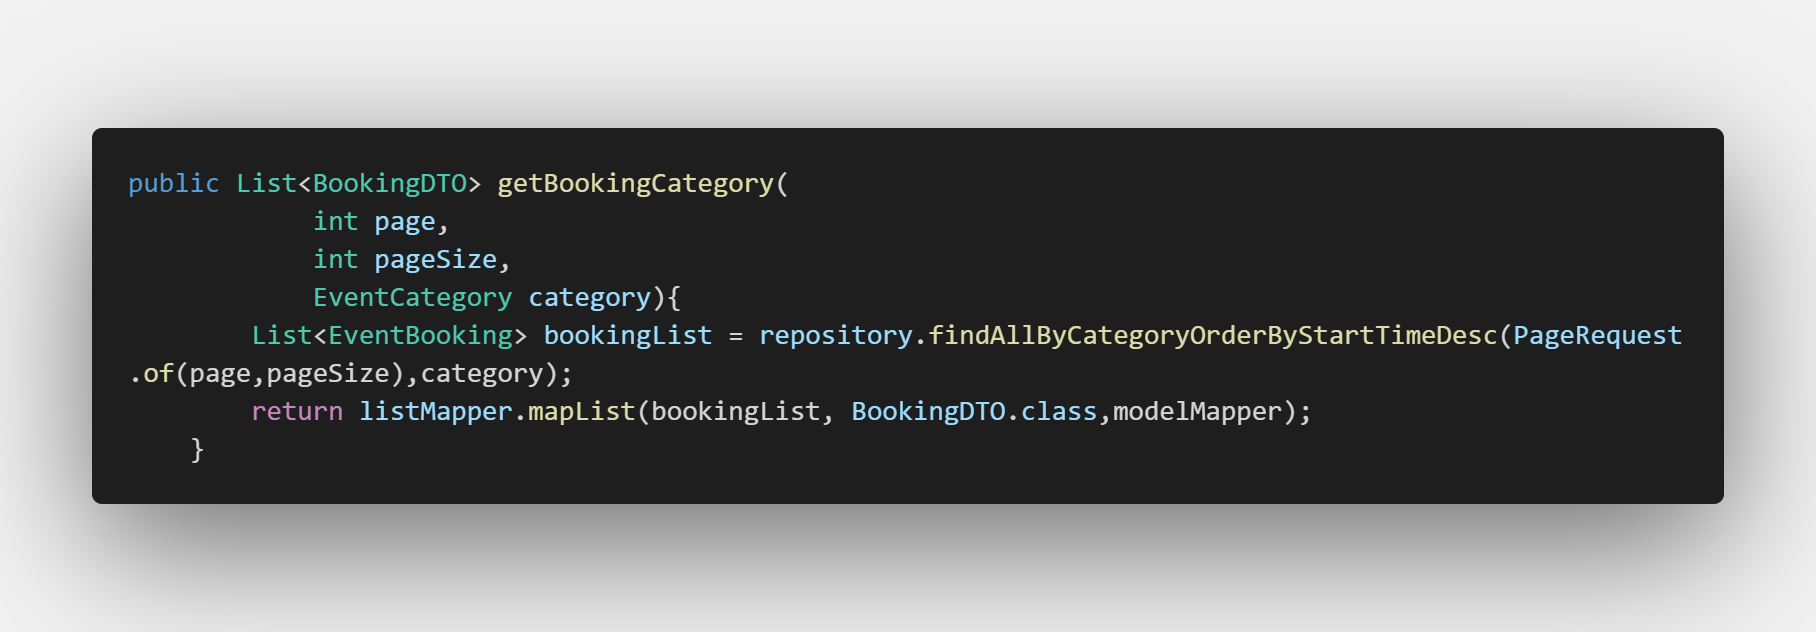 public List<BookingDTO> getBookingCategory(
            int page,
            int pageSize,
            EventCategory category){
        List<EventBooking> bookingList = repository.findAllByCategoryOrderByStartTimeDesc(PageRequest
.of(page,pageSize),category);
        return listMapper.mapList(bookingList, BookingDTO.class,modelMapper);
    }